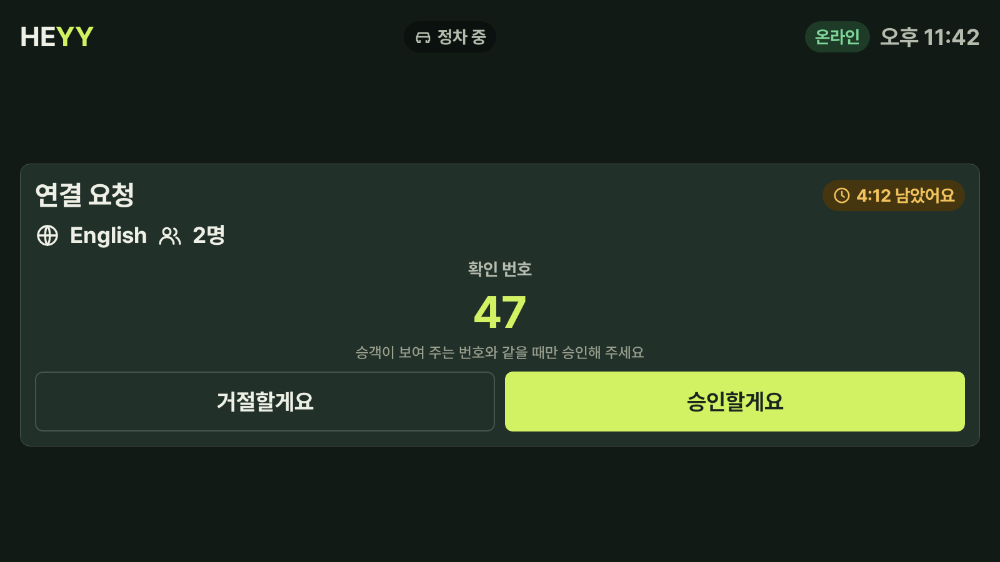 HEYY
정차 중
온라인 오후 11:42
연결 요청
4:12 남았어요
English 2명
확인 번호
47
승객이 보여 주는 번호와 같을 때만 승인해 주세요
거절할게요
승인할게요